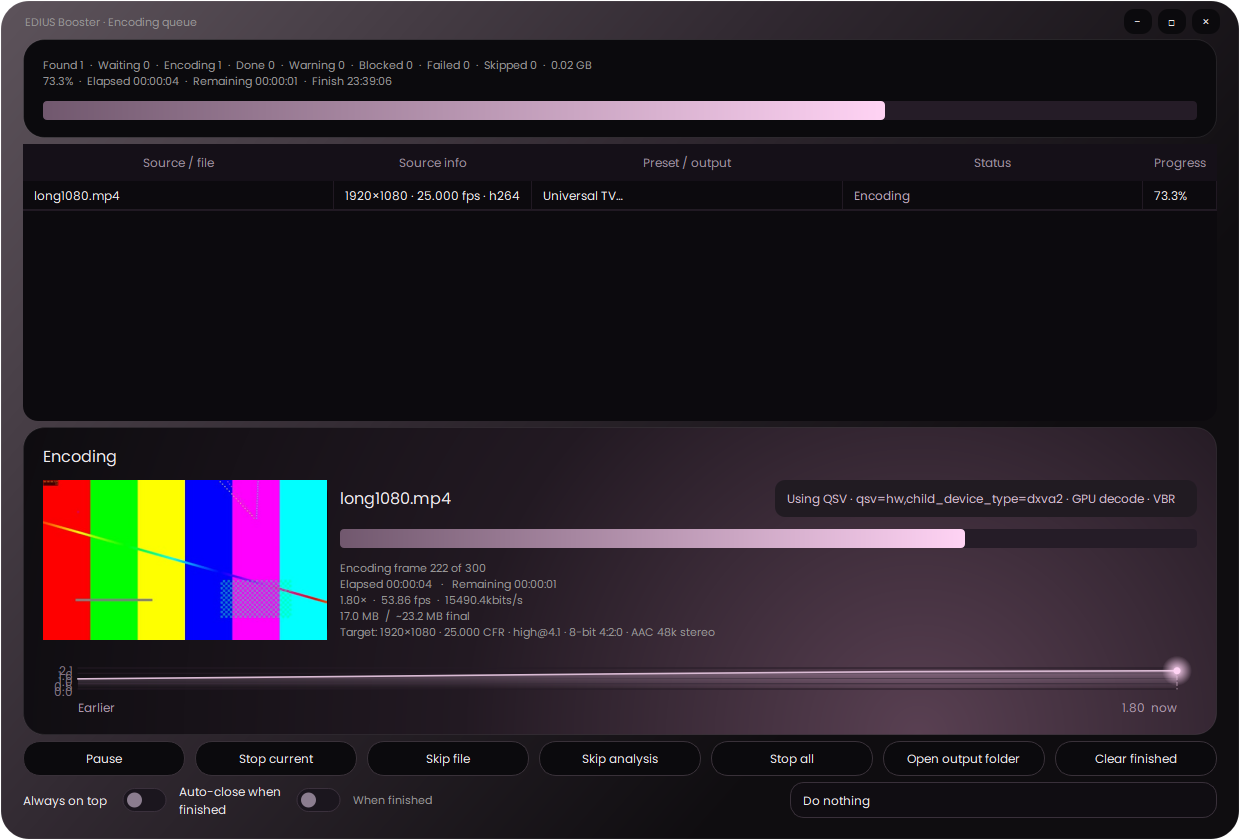 EDIUS Booster · Encoding queue
Found 1 · Waiting 0 · Encoding 1 · Done 0 · Warning 0 · Blocked 0 · Failed 0 · Skipped 0 · 0.02 GB
73.3% · Elapsed 00:00:04 · Remaining 00:00:01 · Finish 23:39:06
Source / file Source info Preset / output Status Progress
long1080.mp4 1920×1080 · 25.000 fps · h264 Universal TV… Encoding 73.3%
Encoding
long1080.mp4 Using QSV · qsv=hw,child_device_type=dxva2 · GPU decode · VBR
Encoding frame 222 of 300
Elapsed 00:00:04 · Remaining 00:00:01
1.80× · 53.86 fps · 15490.4kbits/s
17.0 MB / ~23.2 MB final
Target: 1920×1080 · 25.000 CFR · high@4.1 · 8-bit 4:2:0 · AAC 48k stereo
0.0
Earlier 1.80 now
Pause Stop current Skip file Skip analysis Stop all Open output folder Clear finished
Always on top Auto-close when finished When finished Do nothing